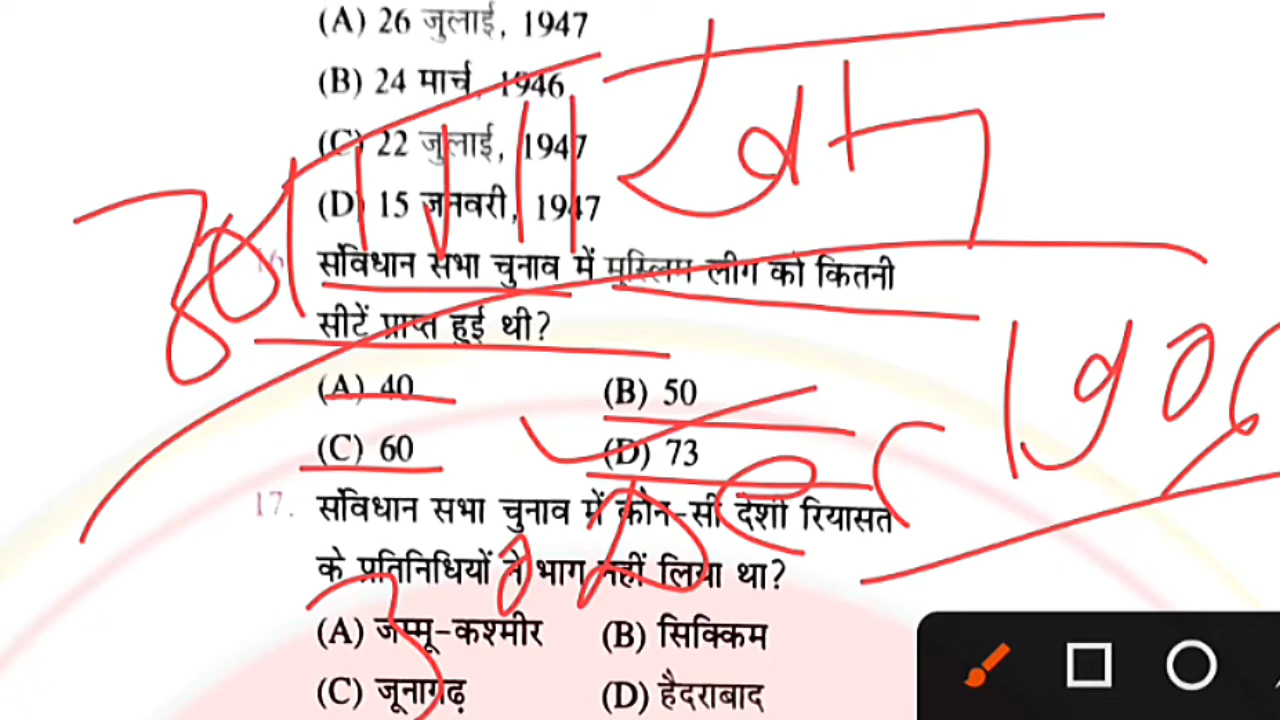 (A) 26 जुलाई, 1947
(B) 24 मार्च, 1946
(C) 22 जुलाई, 1947
(D) 15 जनवरी, 1947
16. संविधान सभा चुनाव में मुस्लिम लीग को कितनी
सीटें प्राप्त हुई थी?
(A) 40 (B) 50
(C) 60 (D) 73
17. संविधान सभा चुनाव में कौन-सी देशी रियासत
के प्रतिनिधियों ने भाग नहीं लिया था?
(A) जम्मू-कश्मीर (B) सिक्किम
(C) जूनागढ़ (D) हैदराबाद
1906